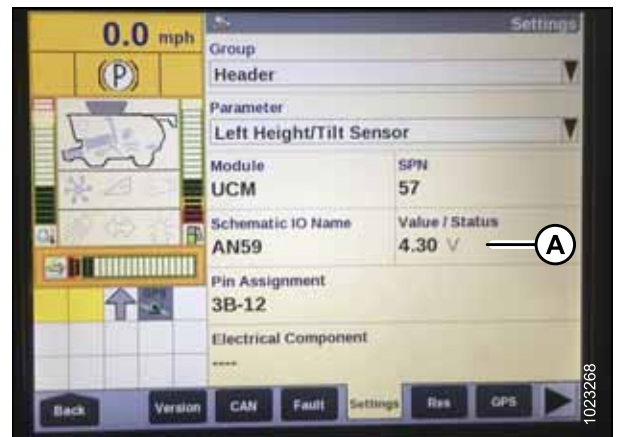 0.0 mph
Settings
(P)
Group
Header
Parameter
Left Height/Tilt Sensor
Module
SPN
UCM
57
Schematic IO Name
Value / Status
AN59
4.30 V
A
Pin Assignment
3B-12
Electrical Component
----
Back
Version
CAN
Fault
Settings
Res
GPS
1023268